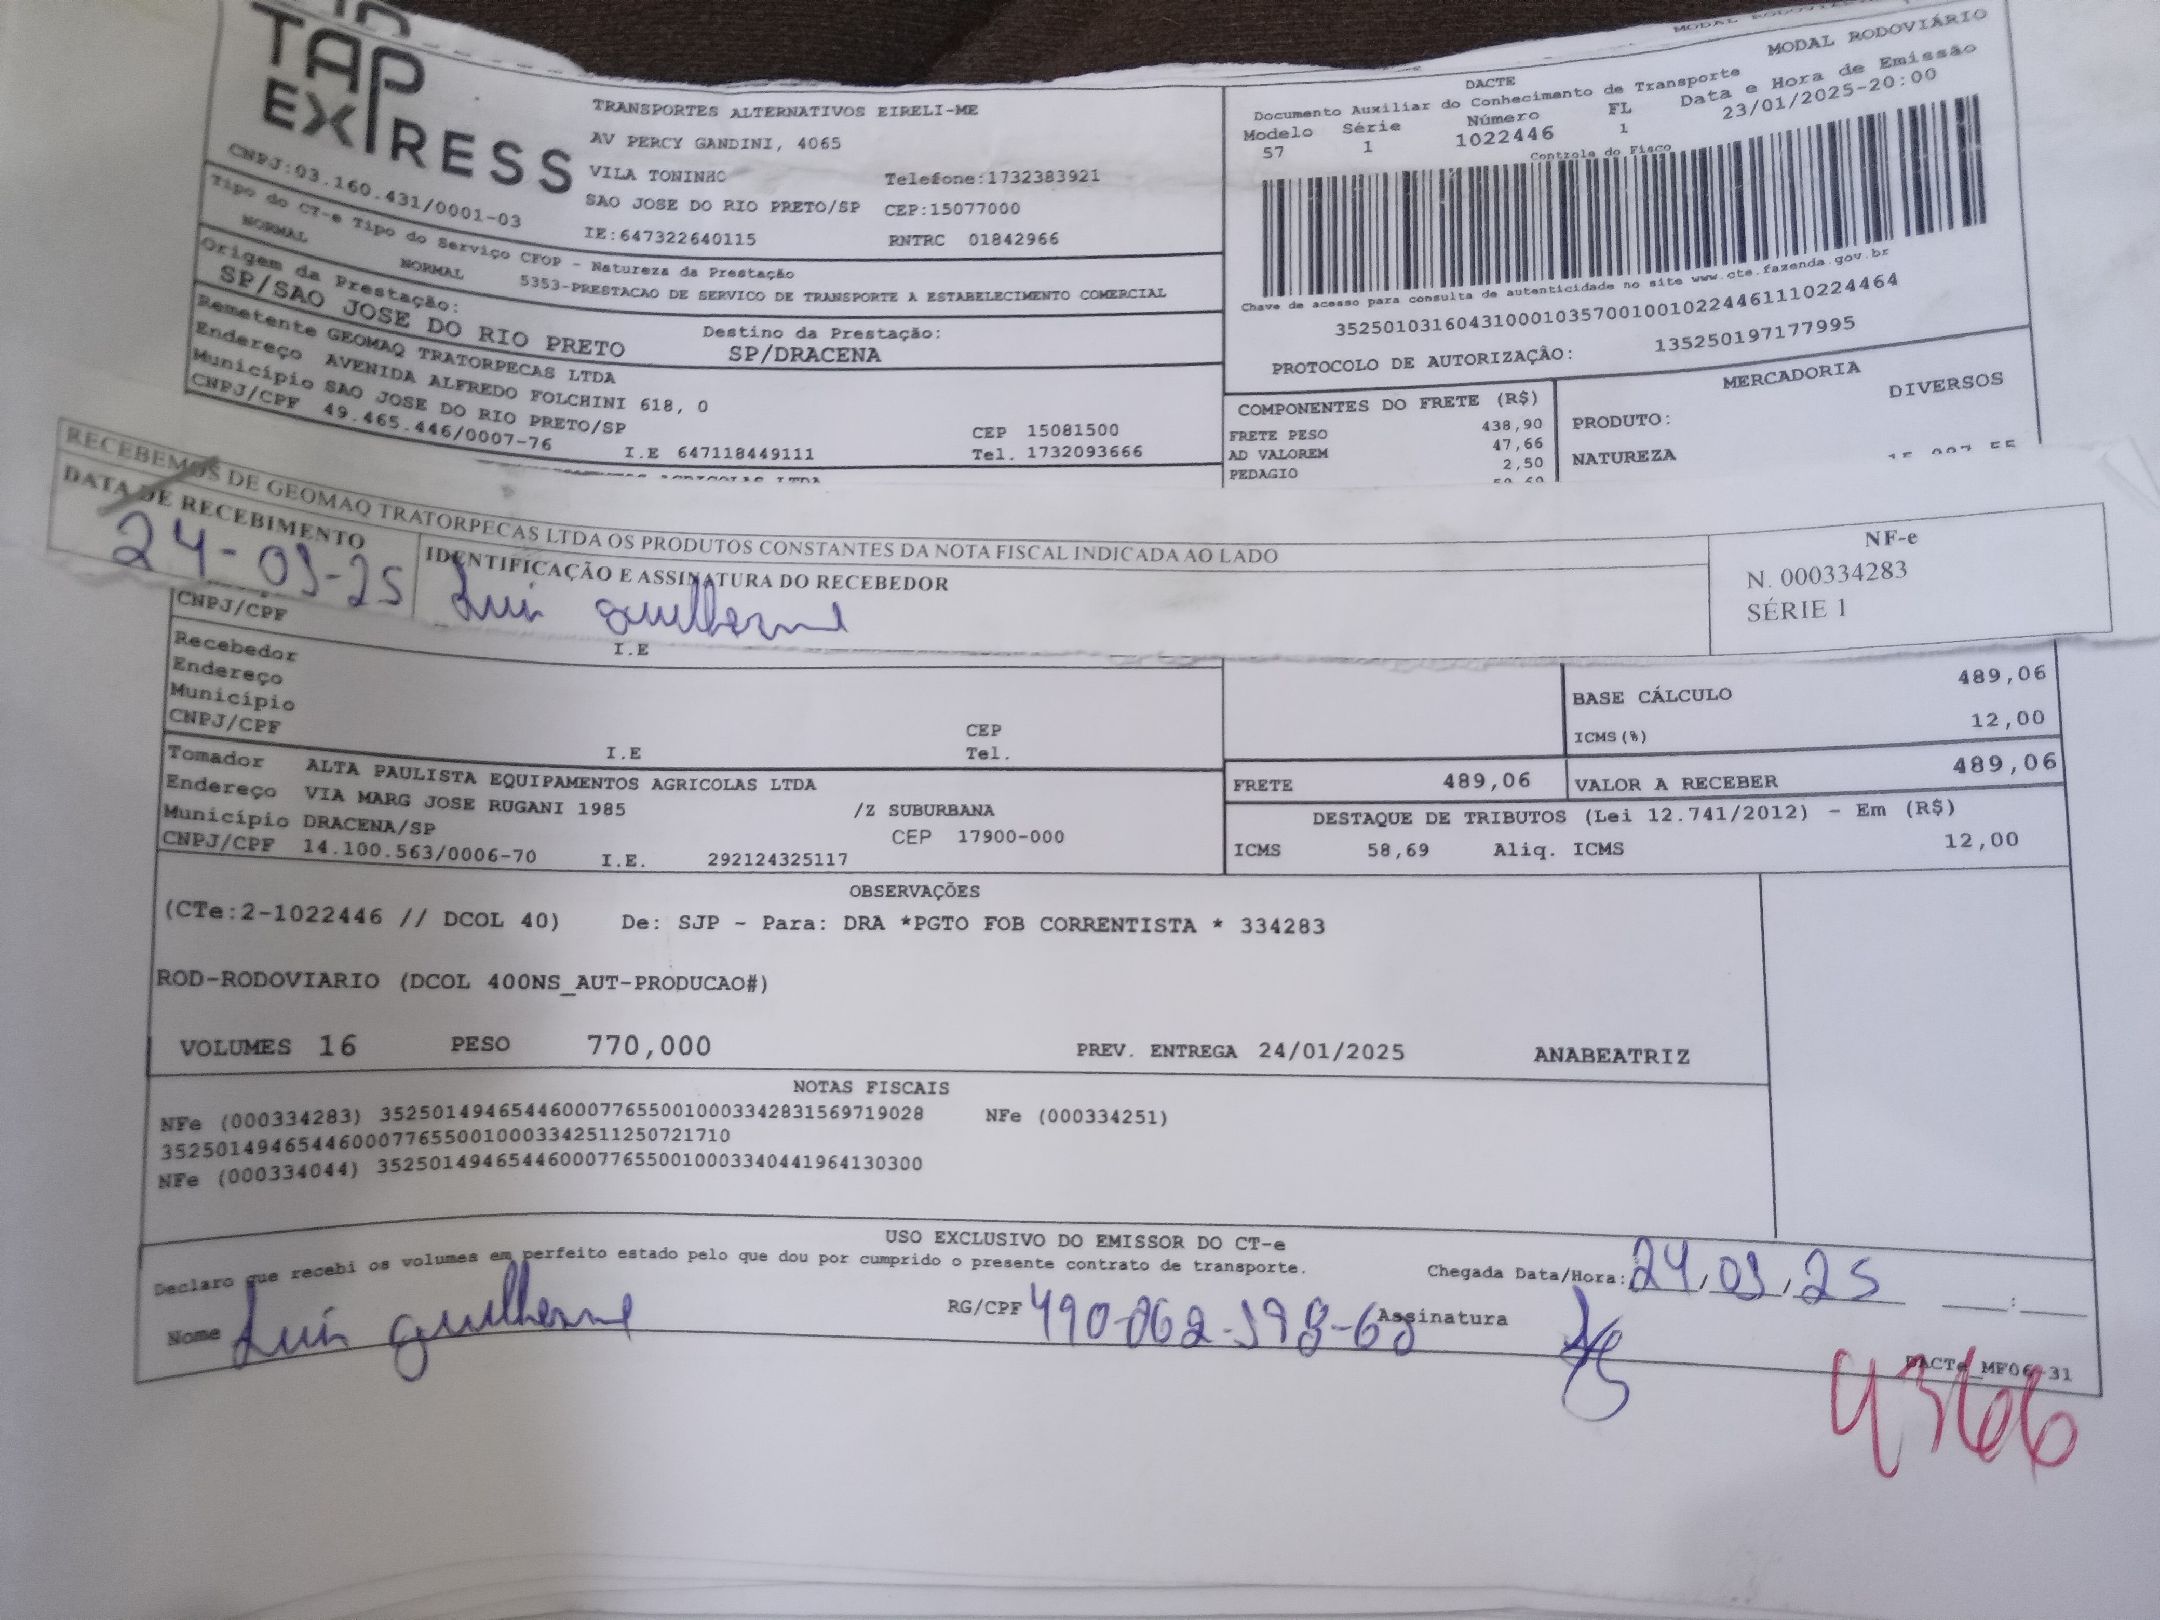 TAP
EXPRESS
CNPJ:03.160.431/0001-03
TRANSPORTES ALTERNATIVOS EIRELI-ME
AV PERCY GANDINI, 4065
VILA TONINHO Telefone:1732383921
SAO JOSE DO RIO PRETO/SP CEP:15077000
IE:647322640115 RNTRC 01842966
MODAL RODOVIÁRIO
DACTE
Documento Auxiliar do Conhecimento de Transporte
Modelo Série Número FL Data e Hora de Emissão
57 1 1022446 1 23/01/2025-20:00
Controle do Fisco
Chave de acesso para consulta de autenticidade no site www.cte.fazenda.gov.br
35250103160431000103570010010224461110224464
PROTOCOLO DE AUTORIZAÇÃO: 135250197177995
Tipo do CT-e Tipo do Serviço CFOP - Natureza da Prestação
NORMAL NORMAL 5353-PRESTACAO DE SERVICO DE TRANSPORTE A ESTABELECIMENTO COMERCIAL
Origem da Prestação: Destino da Prestação:
SP/SAO JOSE DO RIO PRETO SP/DRACENA
Remetente GEOMAQ TRATORPECAS LTDA
Endereço AVENIDA ALFREDO FOLCHINI 618, 0
Município SAO JOSE DO RIO PRETO/SP CEP 15081500
CNPJ/CPF 49.465.446/0007-76 I.E 647118449111 Tel. 1732093666
COMPONENTES DO FRETE (R$)
FRETE PESO 438,90
AD VALOREM 47,66
PEDAGIO 2,50
MERCADORIA
PRODUTO: DIVERSOS
NATUREZA
RECEBEMOS DE GEOMAQ TRATORPECAS LTDA OS PRODUTOS CONSTANTES DA NOTA FISCAL INDICADA AO LADO
DATA DE RECEBIMENTO IDENTIFICAÇÃO E ASSINATURA DO RECEBEDOR
24-01-25 Luis guilherme
NF-e
N. 000334283
SÉRIE 1
CNPJ/CPF I.E
Recebedor
Endereço
Município CEP
CNPJ/CPF I.E Tel.
BASE CÁLCULO 489,06
ICMS(%) 12,00
Tomador ALTA PAULISTA EQUIPAMENTOS AGRICOLAS LTDA
Endereço VIA MARG JOSE RUGANI 1985 /Z SUBURBANA
Município DRACENA/SP CEP 17900-000
CNPJ/CPF 14.100.563/0006-70 I.E. 292124325117
FRETE 489,06 VALOR A RECEBER 489,06
DESTAQUE DE TRIBUTOS (Lei 12.741/2012) - Em (R$)
ICMS 58,69 Aliq. ICMS 12,00
OBSERVAÇÕES
(CTe:2-1022446 // DCOL 40) De: SJP - Para: DRA *PGTO FOB CORRENTISTA * 334283
ROD-RODOVIARIO (DCOL 400NS_AUT-PRODUCAO#)
VOLUMES 16 PESO 770,000 PREV. ENTREGA 24/01/2025 ANABEATRIZ
NOTAS FISCAIS
NFe (000334283) 35250149465446000776550010003342831569719028 NFe (000334251)
35250149465446000776550010003342511250721710
NFe (000334044) 35250149465446000776550010003340441964130300
USO EXCLUSIVO DO EMISSOR DO CT-e
Declaro que recebi os volumes em perfeito estado pelo que dou por cumprido o presente contrato de transporte. Chegada Data/Hora: 24,01,25 :
Nome Luis guilherme RG/CPF Assinatura
DACTe_MF06-31